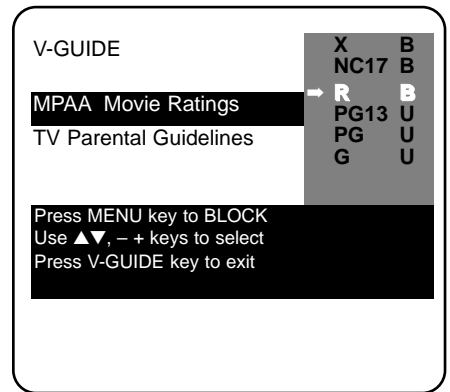 V-GUIDE
MPAA Movie Ratings
TV Parental Guidelines
X B
NC17 B
➡ R B
PG13 U
PG U
G U
Press MENU key to BLOCK
Use ▲▼, – + keys to select
Press V-GUIDE key to exit